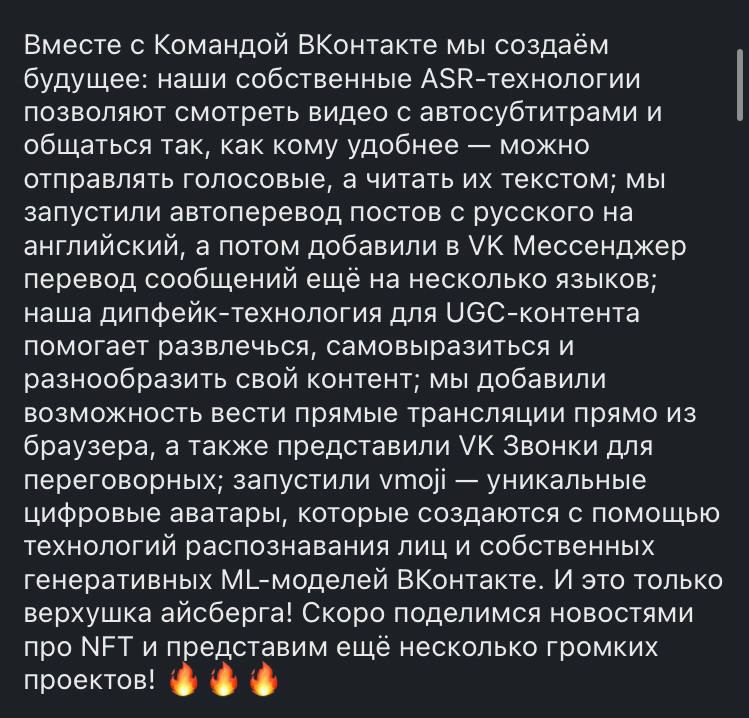 Вместе с Командой ВКонтакте мы создаём
будущее: наши собственные ASR-технологии
позволяют смотреть видео с автосубтитрами и
общаться так, как кому удобнее — можно
отправлять голосовые, а читать их текстом; мы
запустили автоперевод постов с русского на
английский, а потом добавили в VK Мессенджер
перевод сообщений ещё на несколько языков;
наша дипфейк-технология для UGC-контента
помогает развлечься, самовыразиться и
разнообразить свой контент; мы добавили
возможность вести прямые трансляции прямо из
браузера, а также представили VK Звонки для
переговорных; запустили vmoji — уникальные
цифровые аватары, которые создаются с помощью
технологий распознавания лиц и собственных
генеративных ML-моделей ВКонтакте. И это только
верхушка айсберга! Скоро поделимся новостями
про NFT и представим ещё несколько громких
проектов! 🔥🔥🔥